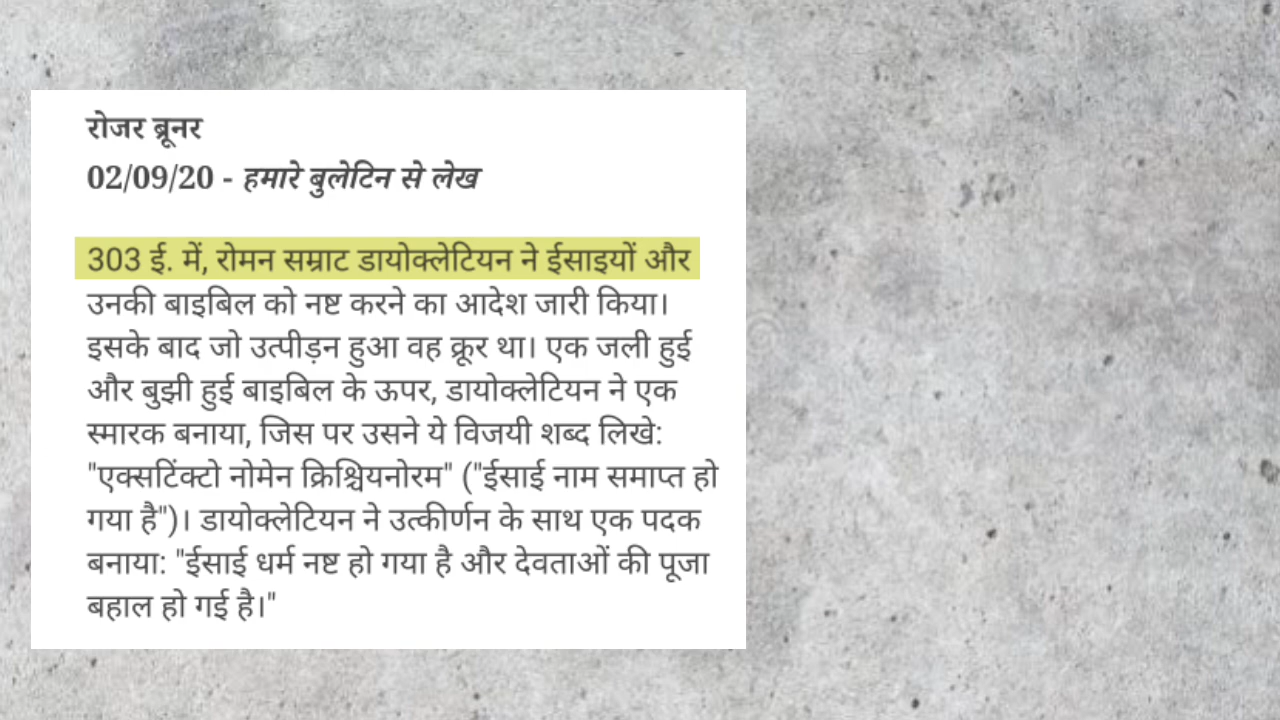 रोजर ब्रूनर
02/09/20 - हमारे बुलेटिन से लेख
303 ई. में, रोमन सम्राट डायोक्लेटियन ने ईसाइयों और
उनकी बाइबिल को नष्ट करने का आदेश जारी किया।
इसके बाद जो उत्पीड़न हुआ वह क्रूर था। एक जली हुई
और बुझी हुई बाइबिल के ऊपर, डायोक्लेटियन ने एक
स्मारक बनाया, जिस पर उसने ये विजयी शब्द लिखे:
"एक्सटिंक्टो नोमेन क्रिश्चियनोरम" ("ईसाई नाम समाप्त हो
गया है")। डायोक्लेटियन ने उत्कीर्णन के साथ एक पदक
बनाया: "ईसाई धर्म नष्ट हो गया है और देवताओं की पूजा
बहाल हो गई है।"